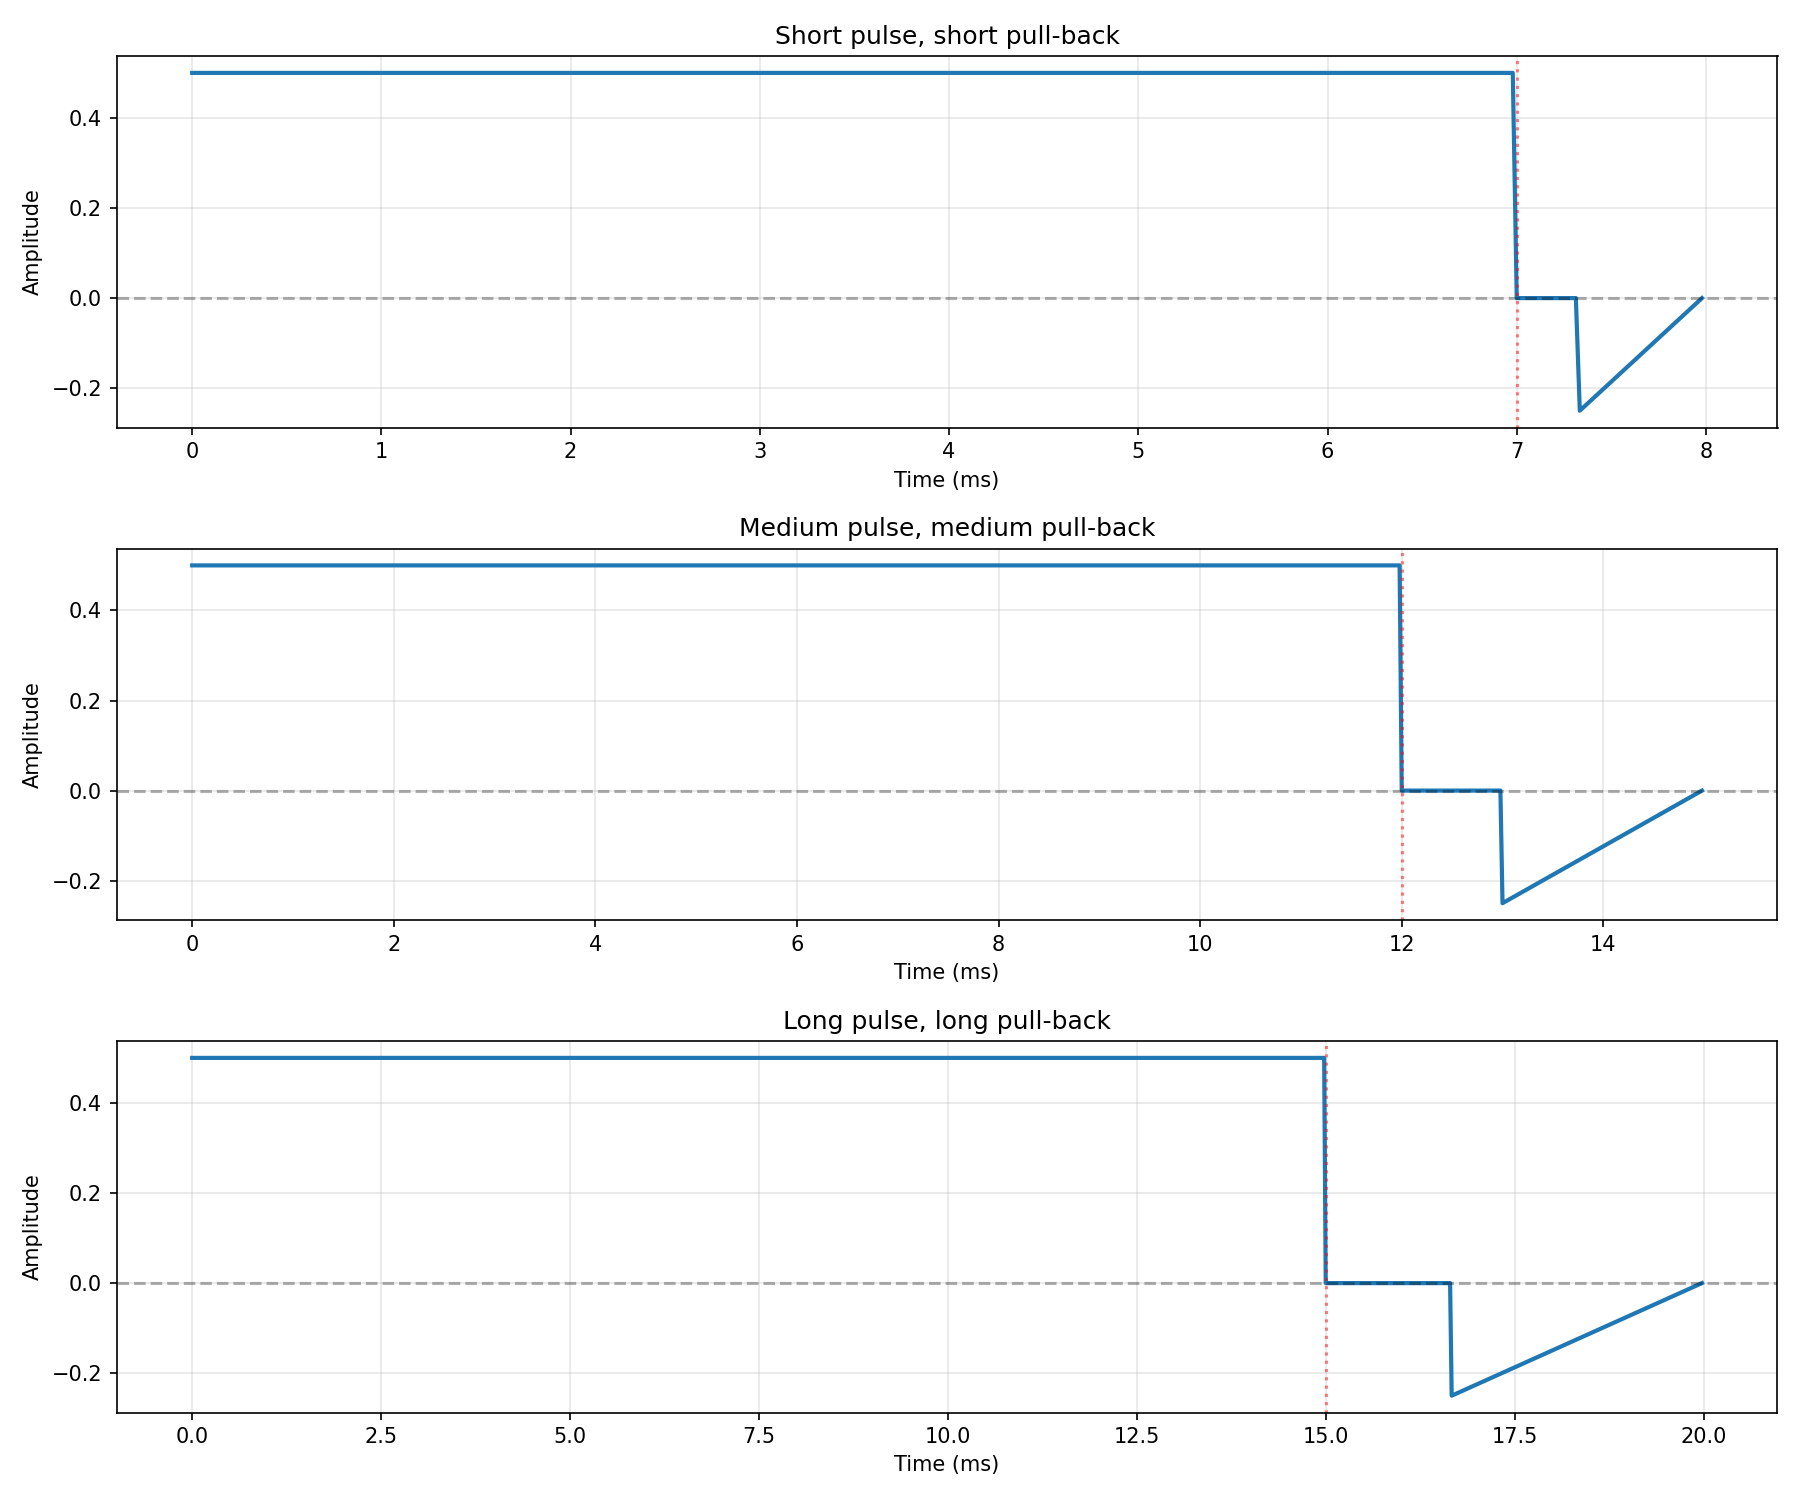 Short pulse, short pull-back
Amplitude
0.4
0.2
0.0
−0.2
0 1 2 3 4 5 6 7 8
Time (ms)
Medium pulse, medium pull-back
Amplitude
0.4
0.2
0.0
−0.2
0 2 4 6 8 10 12 14
Time (ms)
Long pulse, long pull-back
Amplitude
0.4
0.2
0.0
−0.2
0.0 2.5 5.0 7.5 10.0 12.5 15.0 17.5 20.0
Time (ms)